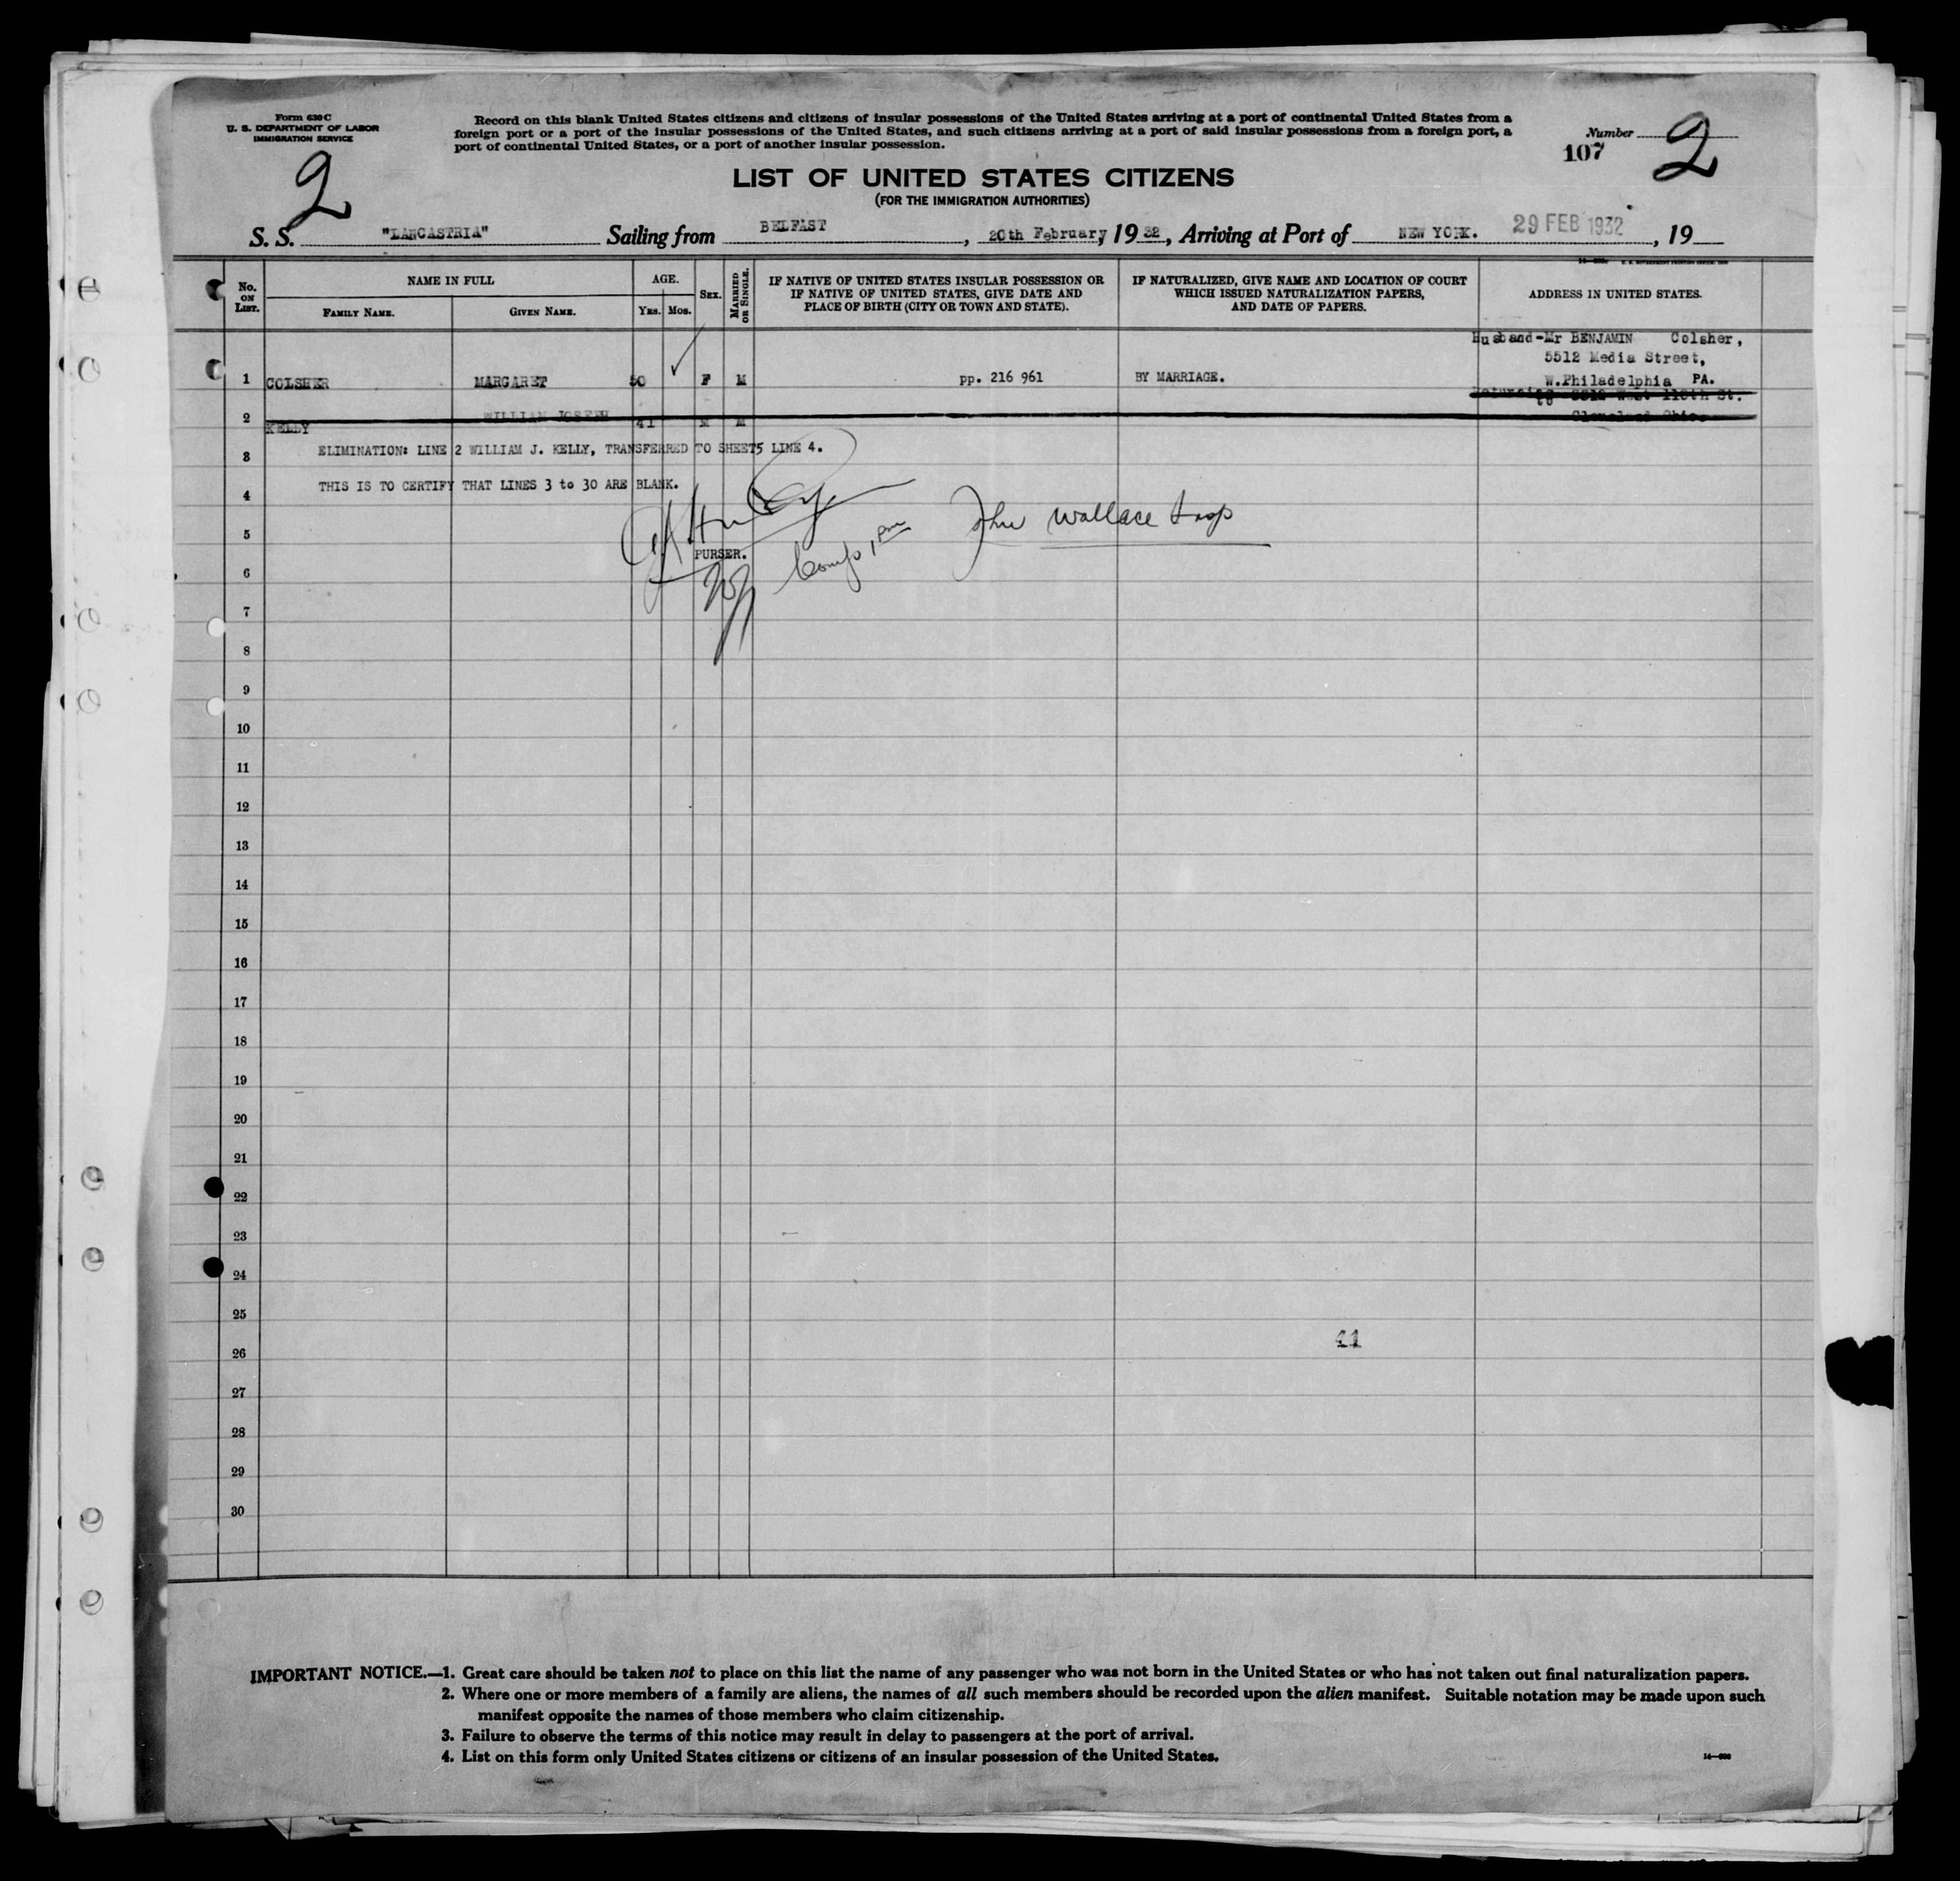 Form 630 C
U. S. DEPARTMENT OF LABOR
IMMIGRATION SERVICE
2
Record on this blank United States citizens and citizens of insular possessions of the United States arriving at a port of continental United States from a
foreign port or a port of the insular possessions of the United States, and such citizens arriving at a port of said insular possessions from a foreign port, a
port of continental United States, or a port of another insular possession.
Number 2
107
LIST OF UNITED STATES CITIZENS
(FOR THE IMMIGRATION AUTHORITIES)
S. S. "LANCASTRIA" Sailing from BELFAST, 20th February, 1932, Arriving at Port of NEW YORK. 29 FEB 1932, 19
No. ON LIST.
NAME IN FULL
FAMILY NAME. GIVEN NAME.
AGE.
YRS. MOS.
SEX.
MARRIED OR SINGLE.
IF NATIVE OF UNITED STATES INSULAR POSSESSION OR
IF NATIVE OF UNITED STATES, GIVE DATE AND
PLACE OF BIRTH (CITY OR TOWN AND STATE).
IF NATURALIZED, GIVE NAME AND LOCATION OF COURT
WHICH ISSUED NATURALIZATION PAPERS,
AND DATE OF PAPERS.
ADDRESS IN UNITED STATES.
Husband-Mr BENJAMIN Colsher,
5512 Media Street,
W.Philadelphia PA.
1 COLSHER MARGARET 50 F M pp. 216 961 BY MARRIAGE.
2 KELLY WILLIAM JOSEPH 41 M M
Cleveland Ohio.
3 ELIMINATION: LINE 2 WILLIAM J. KELLY, TRANSFERRED TO SHEET5 LINE 4.
4 THIS IS TO CERTIFY THAT LINES 3 to 30 ARE BLANK.
5 John Wallace
PURSER.
6
7
8
9
10
11
12
13
14
15
16
17
18
19
20
21
22
23
24
25
41
26
27
28
29
30
IMPORTANT NOTICE.—1. Great care should be taken not to place on this list the name of any passenger who was not born in the United States or who has not taken out final naturalization papers.
2. Where one or more members of a family are aliens, the names of all such members should be recorded upon the alien manifest. Suitable notation may be made upon such
manifest opposite the names of those members who claim citizenship.
3. Failure to observe the terms of this notice may result in delay to passengers at the port of arrival.
4. List on this form only United States citizens or citizens of an insular possession of the United States.